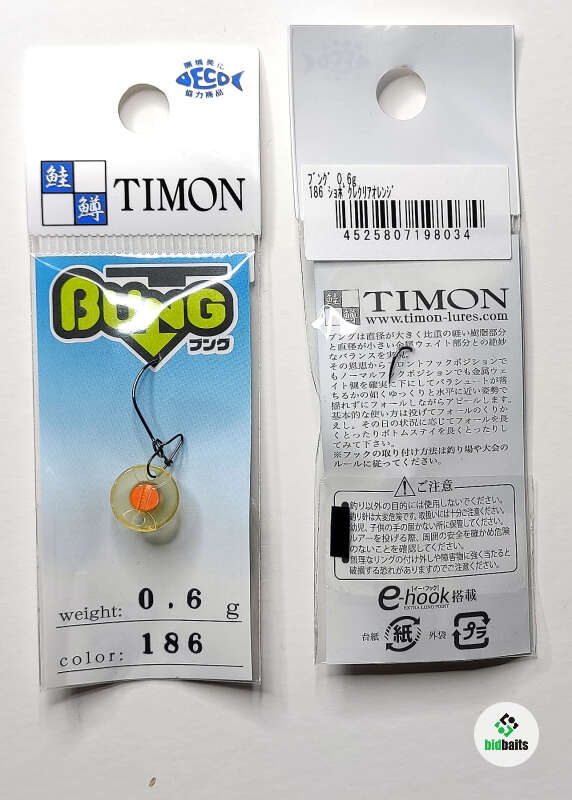 環境美に
ECO
協力商品
鮭 鱒
TIMON
BUNG
ブング
weight: 0.6 g
color: 186
ブング 0.6g
186 ショボグレクリアオレンジ
4525807198034
鮭 鱒
TIMON
www.timon-lures.com
ブングは直径が大きく比重の軽い樹脂部分
と直径が小さい金属ウェイト部分との絶妙
なバランスを実
その恩恵からフロントフックポジションで
もノーマルフックポジションでも金属ウェ
イト側を確実に下にしてパラシュートが落
ちるかの如くゆっくりと水平に近い姿勢で
揺れずにフォールしながらアピールします。
基本的な使い方は投げてフォールのくりか
えし。その日の状況に応じてフォールを長
くとったりボトムステイを長くとったりし
てみて下さい。
※フックの取り付け方法は釣り場や大会の
ルールに従ってください。
ご注意
釣り以外の目的には使用しないでください。
釣り針は大変危険です。取扱いには十分ご注意ください。
幼児、子供の手の届かない所に保管してください。
ルアーを投げる際、周囲の安全を確かめ危険
のないことを確認してください。
無理なリングの付け外しや障害物に強く当たると
破損する恐れがありますのでご注意ください。
[イー・フック]
e-hook搭載
EXTRA LONG POINT
台紙 紙 外袋 プラ
bidbaits